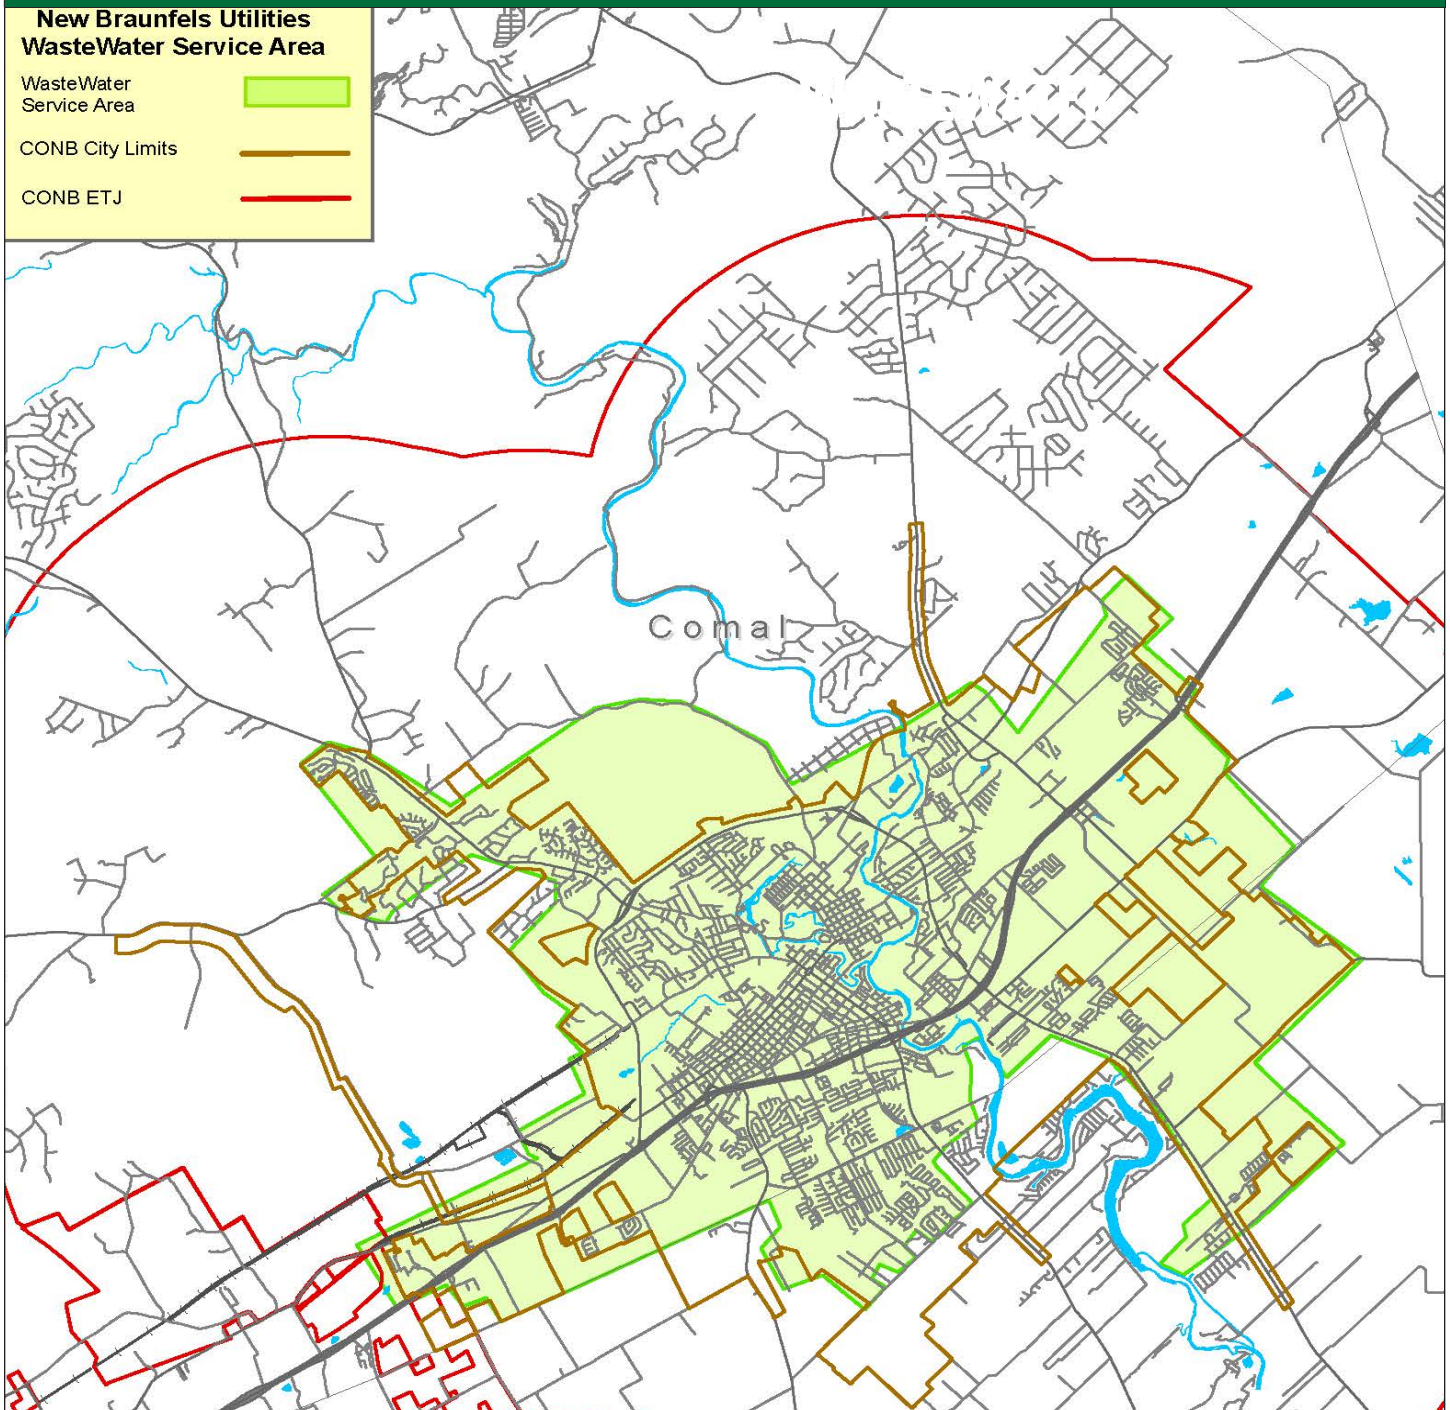 New Braunfels Utilities
WasteWater Service Area
WasteWater
Service Area
CONB City Limits
CONB ETJ
Comal